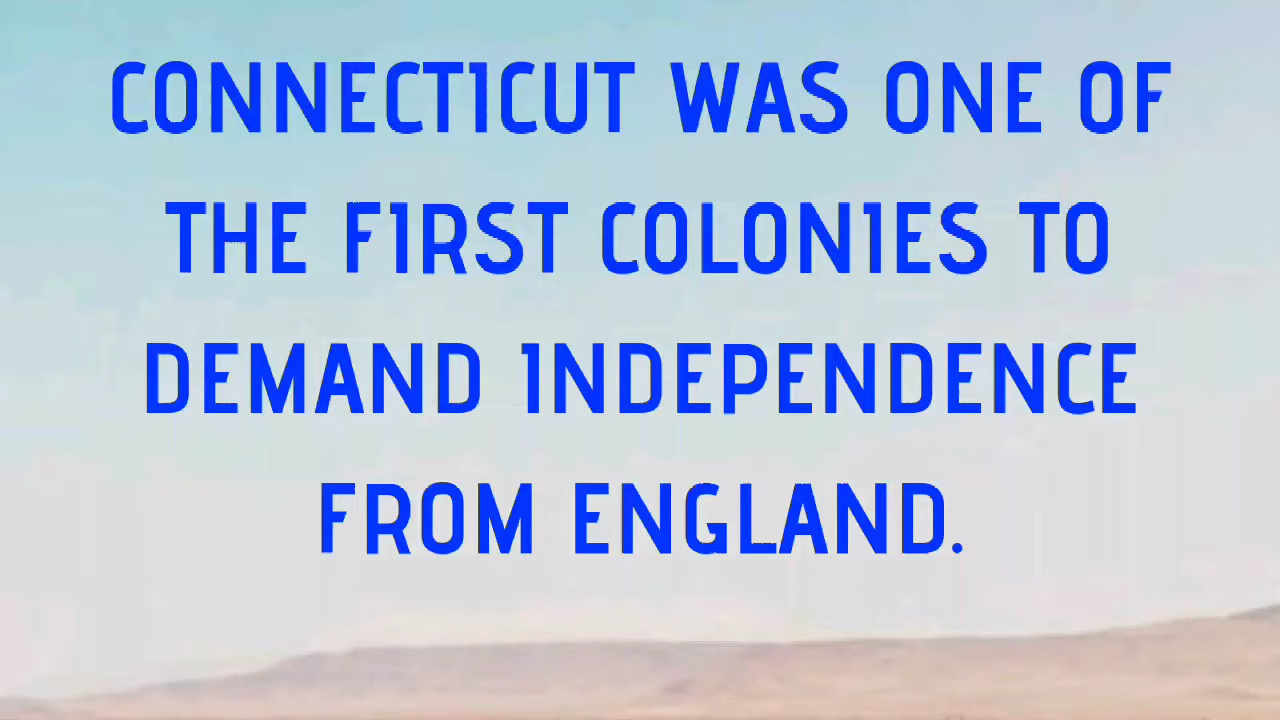 CONNECTICUT WAS ONE OF
THE FIRST COLONIES TO
DEMAND INDEPENDENCE
FROM ENGLAND.